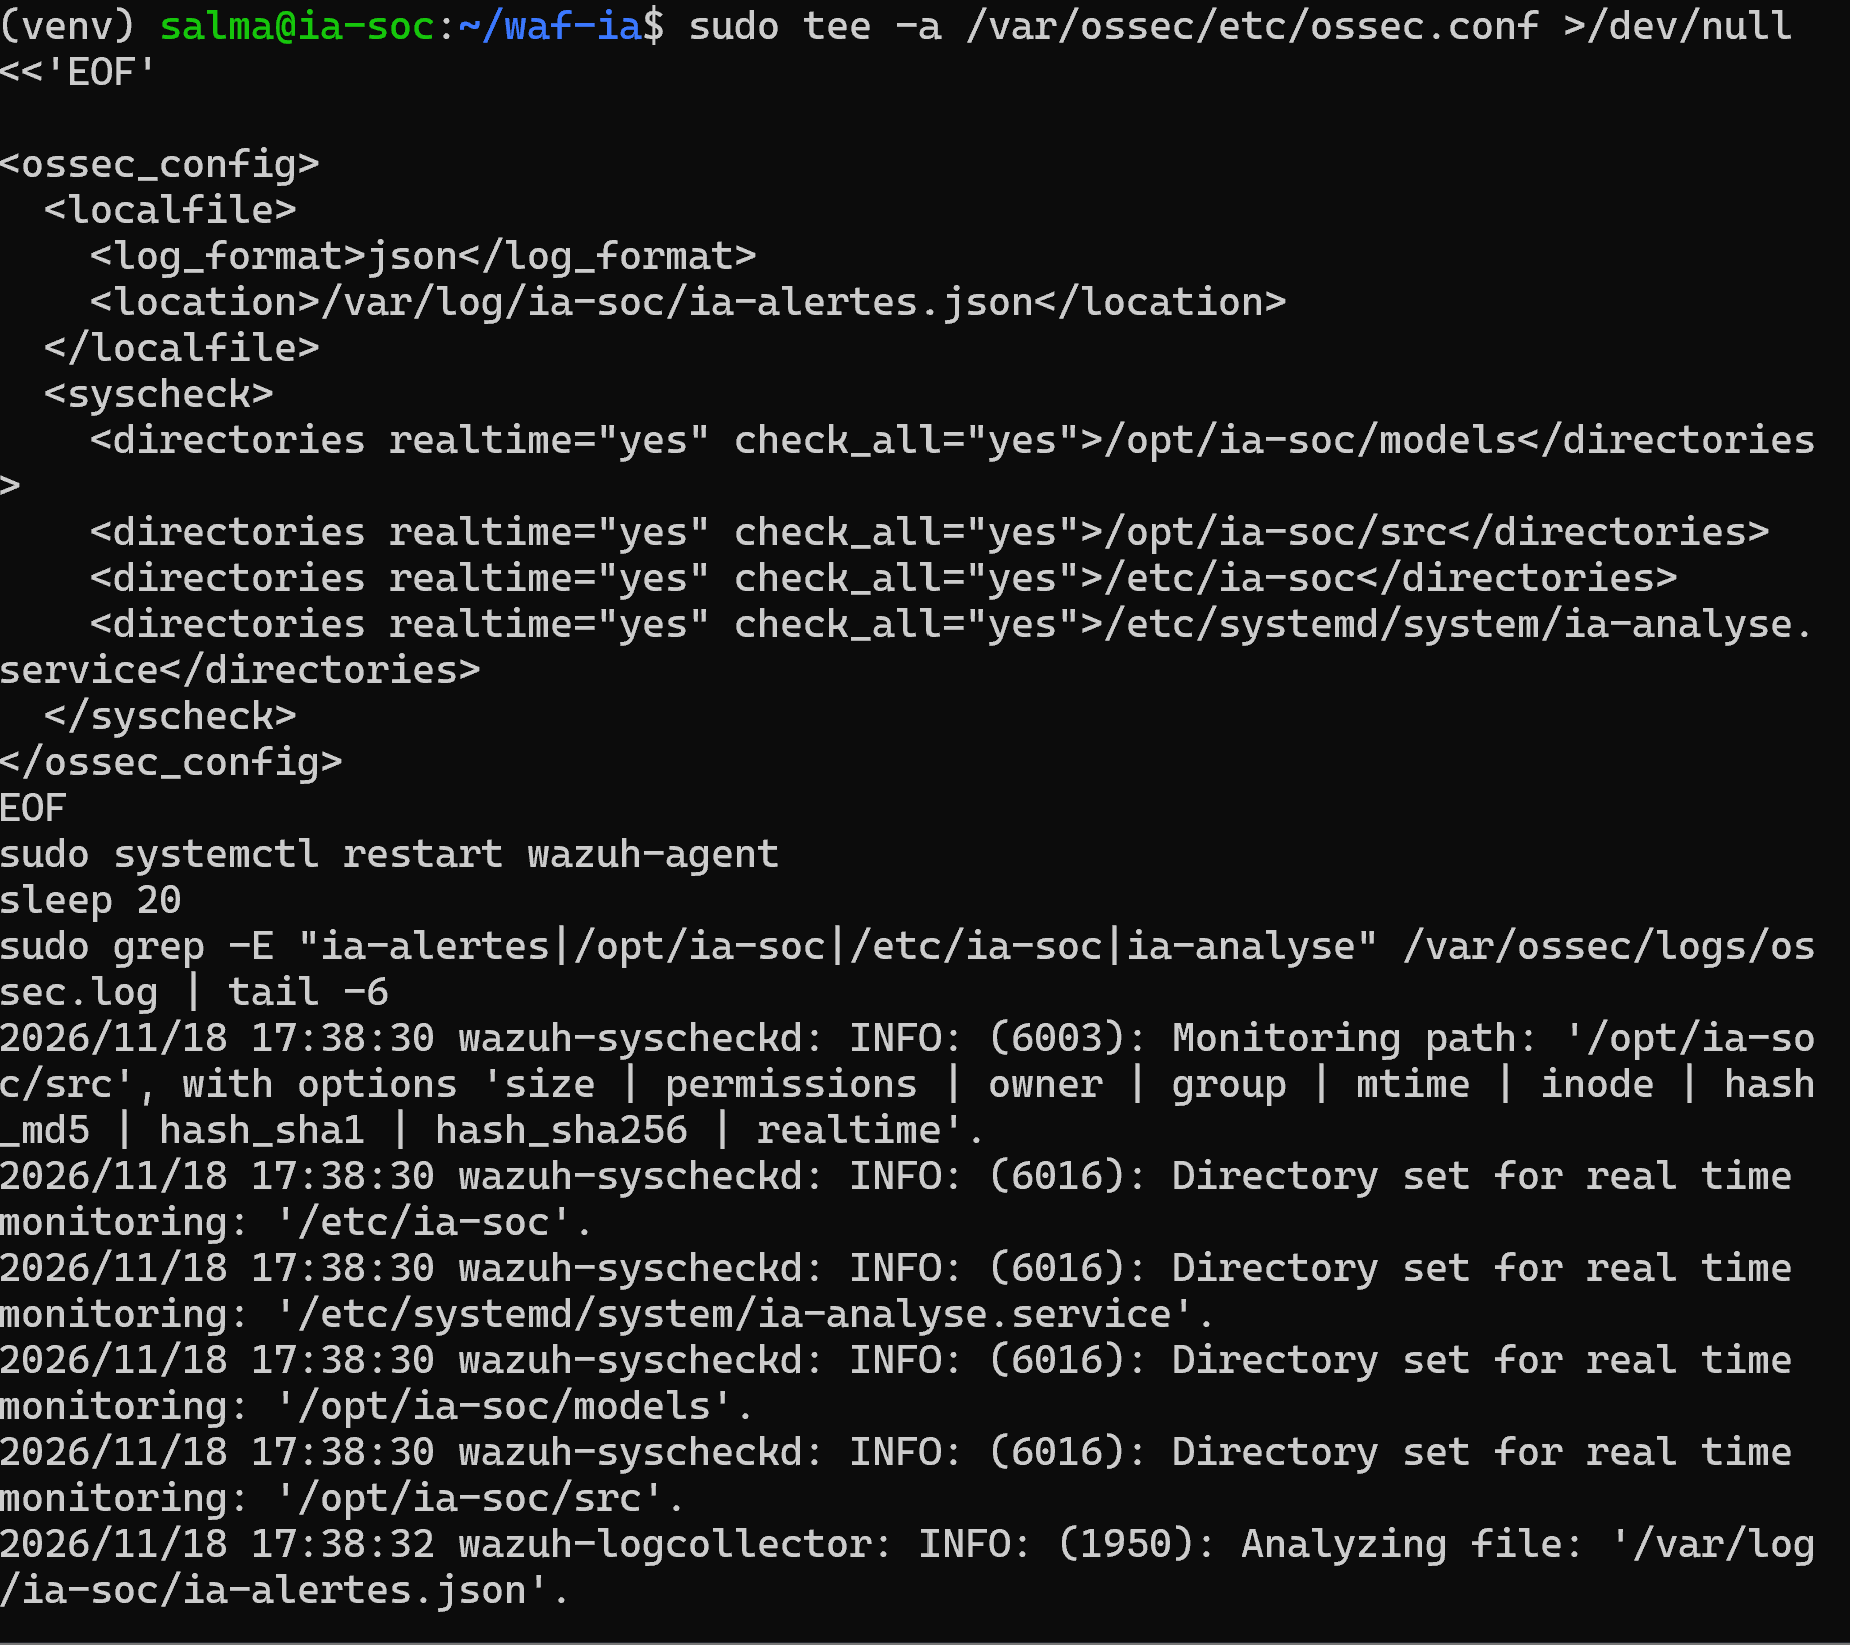 (venv) salma@ia-soc:~/waf-ia$ sudo tee -a /var/ossec/etc/ossec.conf >/dev/null
<<'EOF'

<ossec_config>
  <localfile>
    <log_format>json</log_format>
    <location>/var/log/ia-soc/ia-alertes.json</location>
  </localfile>
  <syscheck>
    <directories realtime="yes" check_all="yes">/opt/ia-soc/models</directories
>
    <directories realtime="yes" check_all="yes">/opt/ia-soc/src</directories>
    <directories realtime="yes" check_all="yes">/etc/ia-soc</directories>
    <directories realtime="yes" check_all="yes">/etc/systemd/system/ia-analyse.
service</directories>
  </syscheck>
</ossec_config>
EOF
sudo systemctl restart wazuh-agent
sleep 20
sudo grep -E "ia-alertes|/opt/ia-soc|/etc/ia-soc|ia-analyse" /var/ossec/logs/os
sec.log | tail -6
2026/11/18 17:38:30 wazuh-syscheckd: INFO: (6003): Monitoring path: '/opt/ia-so
c/src', with options 'size | permissions | owner | group | mtime | inode | hash
_md5 | hash_sha1 | hash_sha256 | realtime'.
2026/11/18 17:38:30 wazuh-syscheckd: INFO: (6016): Directory set for real time
monitoring: '/etc/ia-soc'.
2026/11/18 17:38:30 wazuh-syscheckd: INFO: (6016): Directory set for real time
monitoring: '/etc/systemd/system/ia-analyse.service'.
2026/11/18 17:38:30 wazuh-syscheckd: INFO: (6016): Directory set for real time
monitoring: '/opt/ia-soc/models'.
2026/11/18 17:38:30 wazuh-syscheckd: INFO: (6016): Directory set for real time
monitoring: '/opt/ia-soc/src'.
2026/11/18 17:38:32 wazuh-logcollector: INFO: (1950): Analyzing file: '/var/log
/ia-soc/ia-alertes.json'.